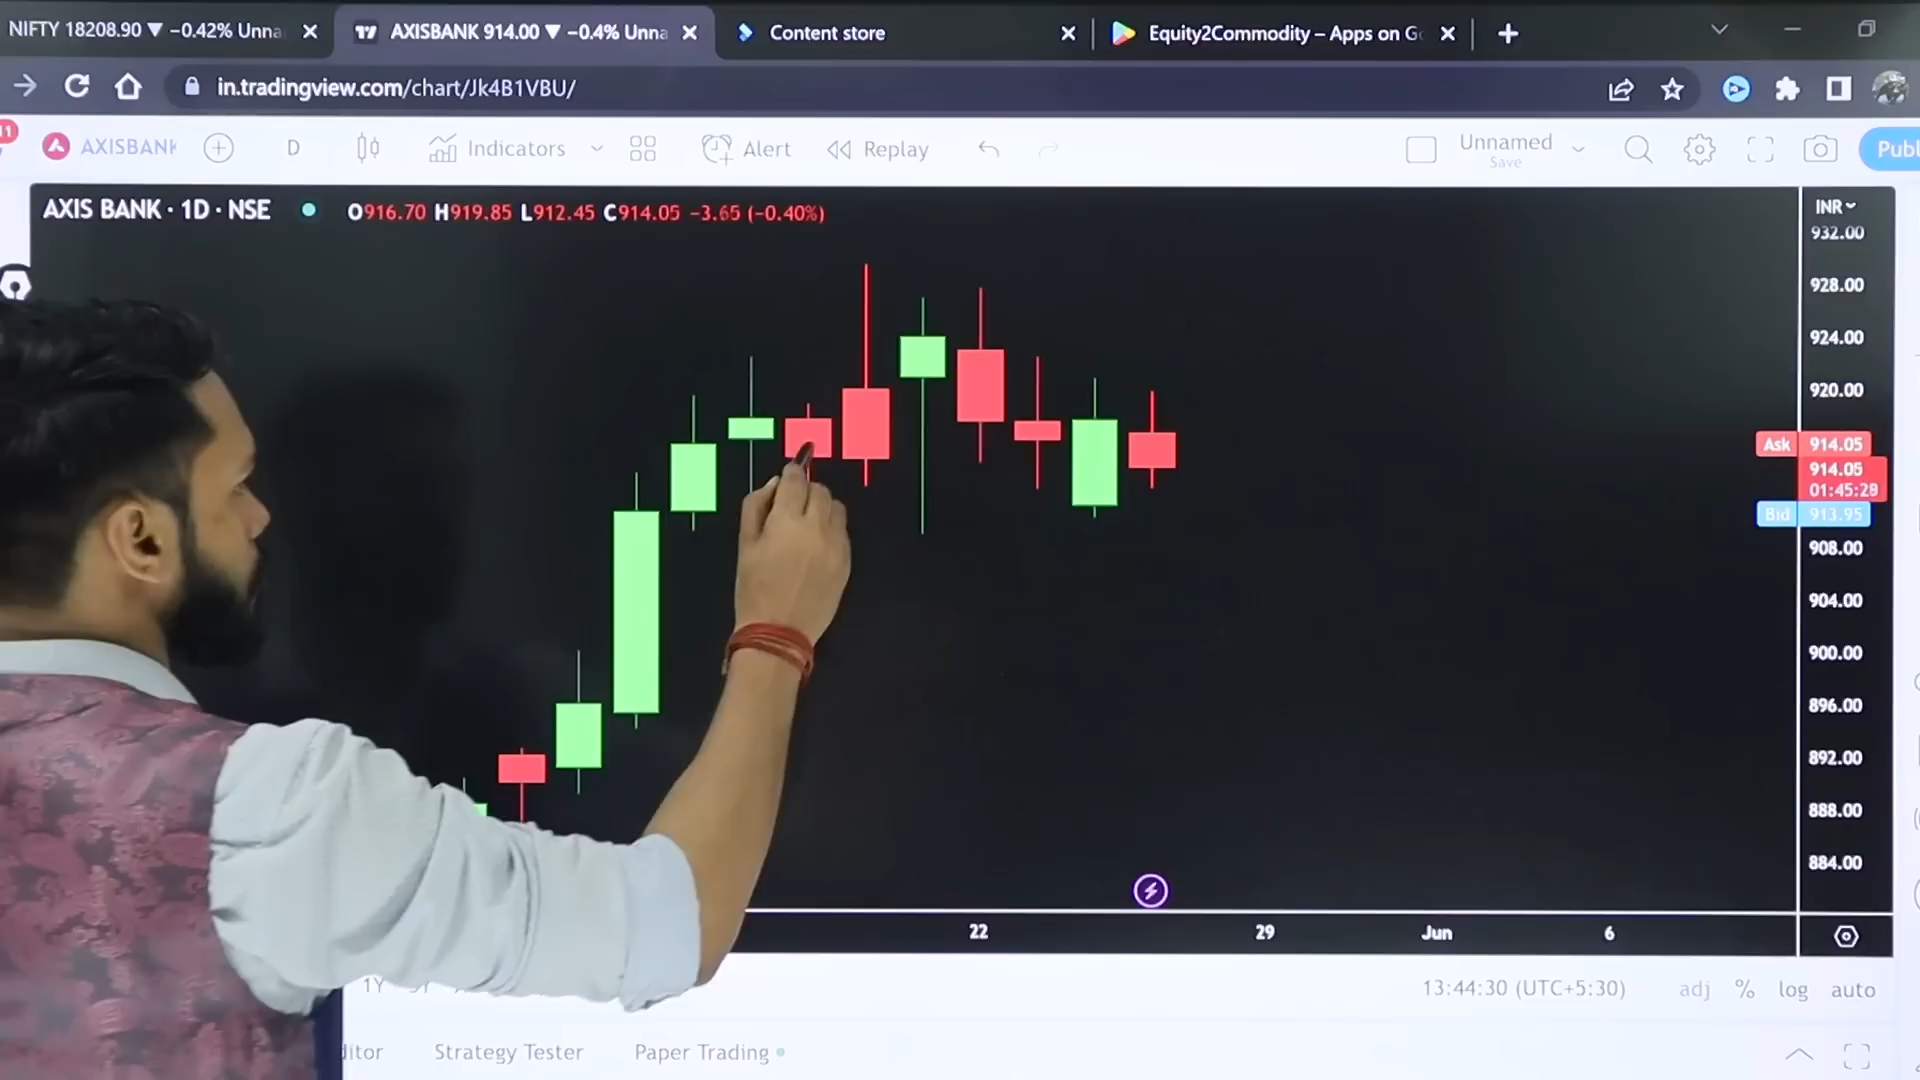 NIFTY 18208.90 ▼ −0.42% Unna
AXISBANK 914.00 ▼ −0.4% Unna
Content store
Equity2Commodity – Apps on G
in.tradingview.com/chart/Jk4B1VBU/
11
AXISBANK
D
Indicators
Alert
Replay
Unnamed
Save
Publ
AXIS BANK · 1D · NSE
O916.70 H919.85 L912.45 C914.05 −3.65 (−0.40%)
INR
932.00
928.00
924.00
920.00
Ask 914.05
914.05
01:45:29
Bid 913.95
908.00
904.00
900.00
896.00
892.00
888.00
884.00
22
29
Jun
6
1Y
13:44:30 (UTC+5:30)
adj
%
log
auto
ditor
Strategy Tester
Paper Trading